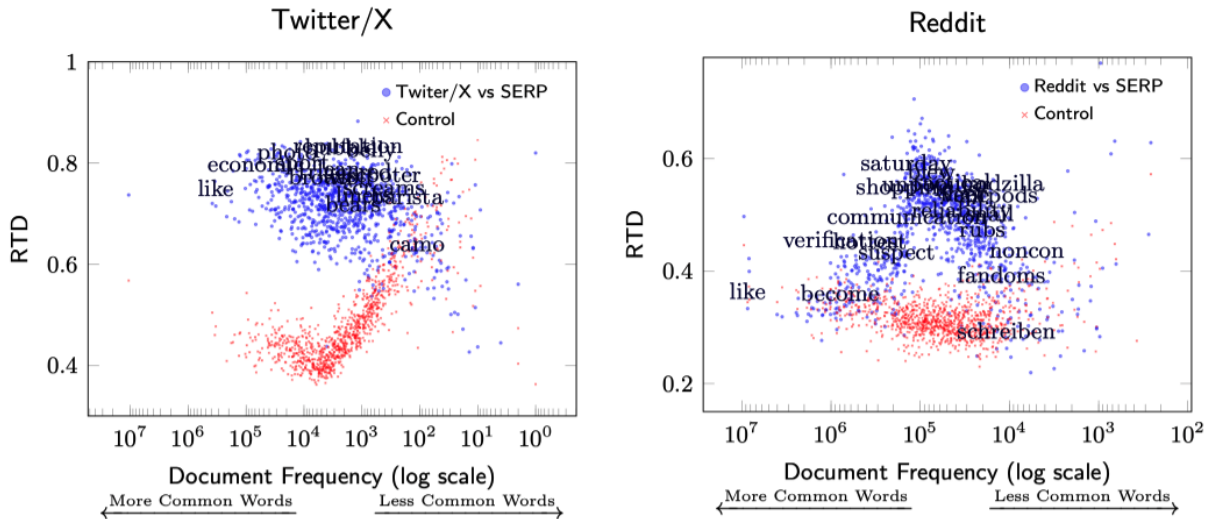 Twitter/X
RTD
1
0.8
0.6
0.4
Twiter/X vs SERP
Control
photo
economi
sport
like
screams
barista
bears
camo
10^7 10^6 10^5 10^4 10^3 10^2 10^1 10^0
Document Frequency (log scale)
More Common Words
Less Common Words
Reddit
RTD
0.6
0.4
0.2
Reddit vs SERP
Control
saturday
communication
rubs
verification
suspect
noncon
fandoms
like
become
schreiben
10^7 10^6 10^5 10^4 10^3 10^2
Document Frequency (log scale)
More Common Words
Less Common Words